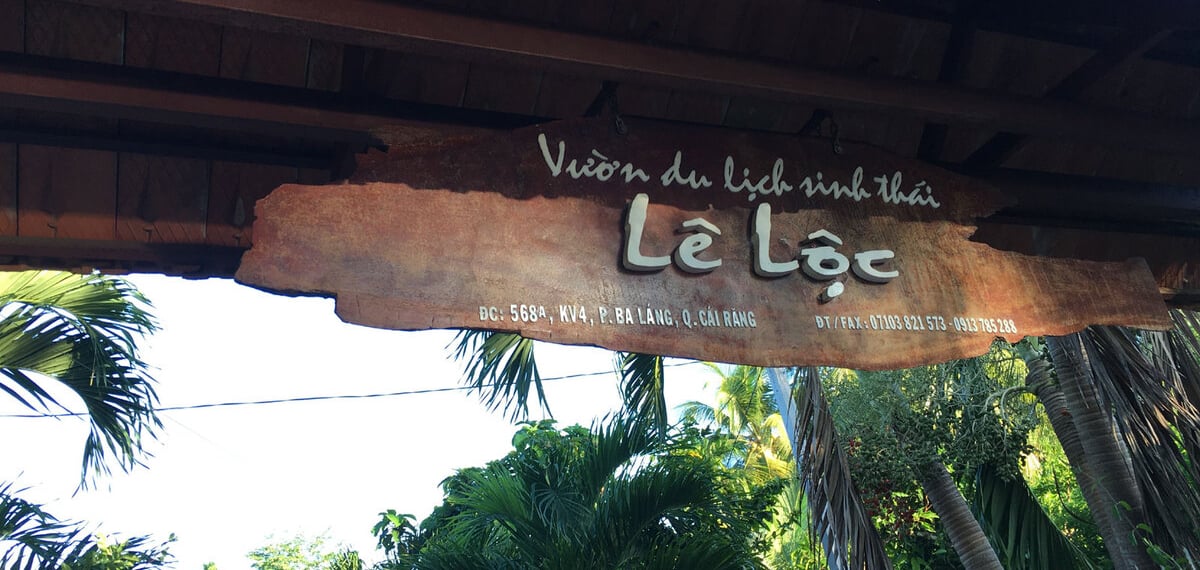 Vườn du lịch sinh thái
Lê Lộc
ĐC: 568A, KV4, P. BA LÁNG, Q. CÁI RĂNG
ĐT / FAX: 07103 821 573 - 0913 785 288